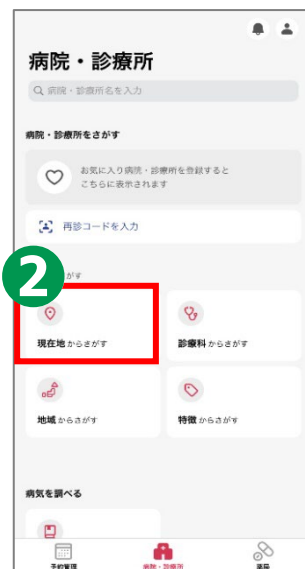 病院・診療所
病院・診療所名を入力
病院・診療所をさがす
お気に入り病院・診療所を登録すると
こちらに表示されます
再診コードを入力
2
がす
現在地 からさがす
診療科 からさがす
地域 からさがす
特徴 からさがす
病気を調べる
予約管理
病院・診療所
薬局